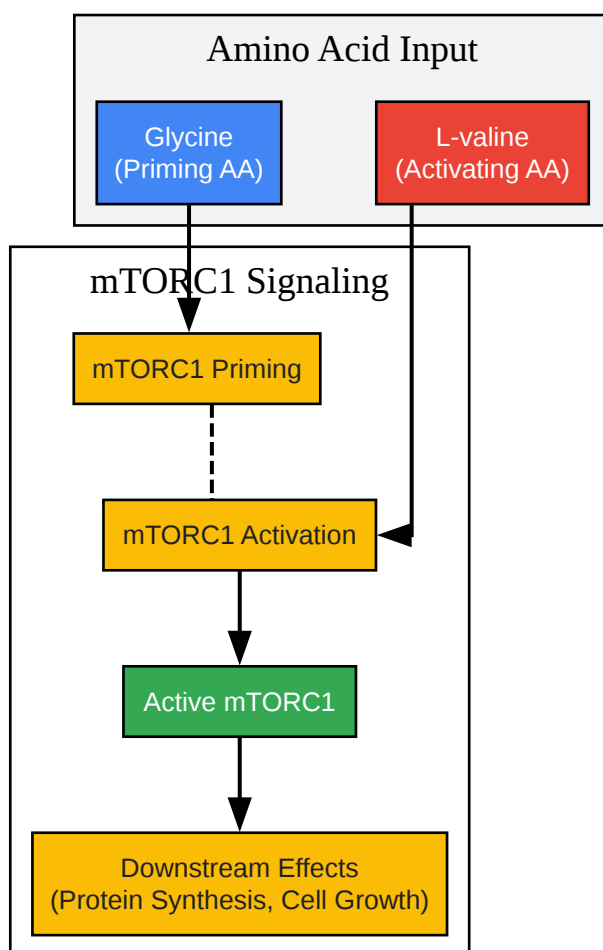 Amino Acid Input
Glycine
(Priming AA)
L-valine
(Activating AA)
mTORC1 Signaling
mTORC1 Priming
mTORC1 Activation
Active mTORC1
Downstream Effects
(Protein Synthesis, Cell Growth)